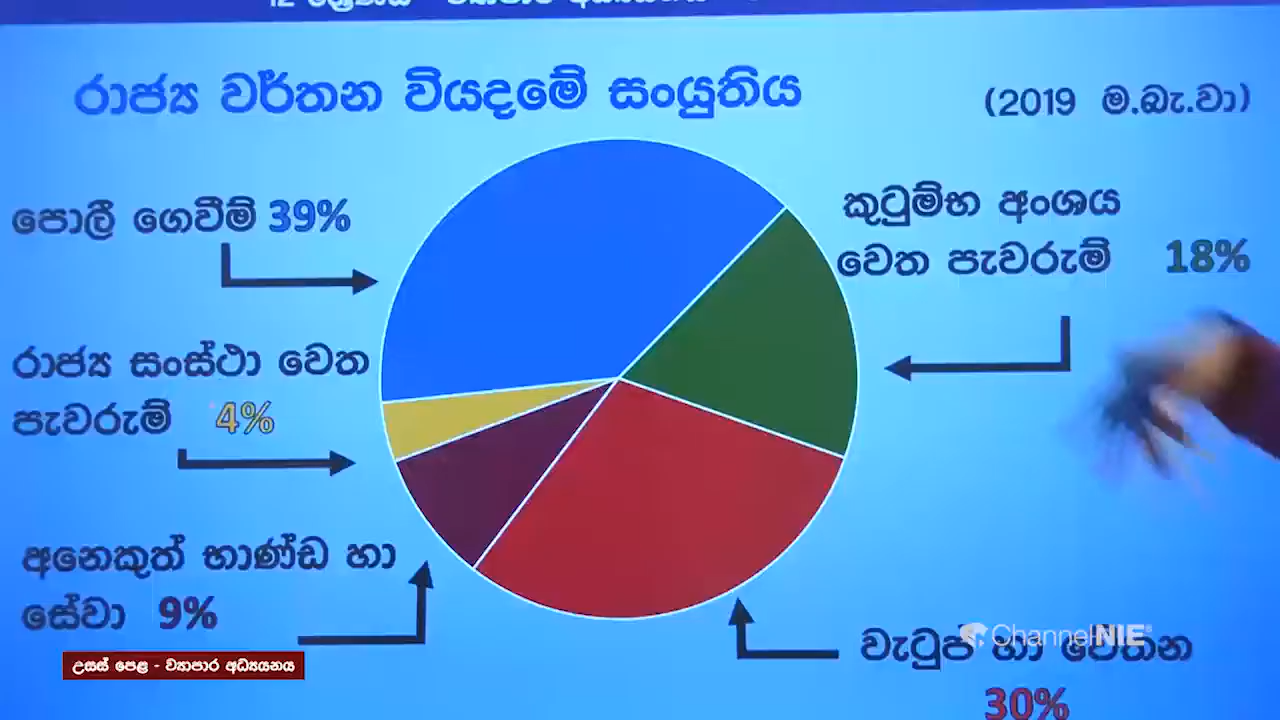 රාජ්‍ය වර්තන වියදමේ සංයුතිය
(2019 ම.බැ.වා)
පොලී ගෙවීම් 39%
කුටුම්භ අංශය
වෙත පැවරුම් 18%
රාජ්‍ය සංස්ථා වෙත
පැවරුම් 4%
අනෙකුත් භාණ්ඩ හා
සේවා 9%
වැටුප් හා වේතන
30%
ChannelNIE
උසස් පෙළ - ව්‍යාපාර අධ්‍යයනය